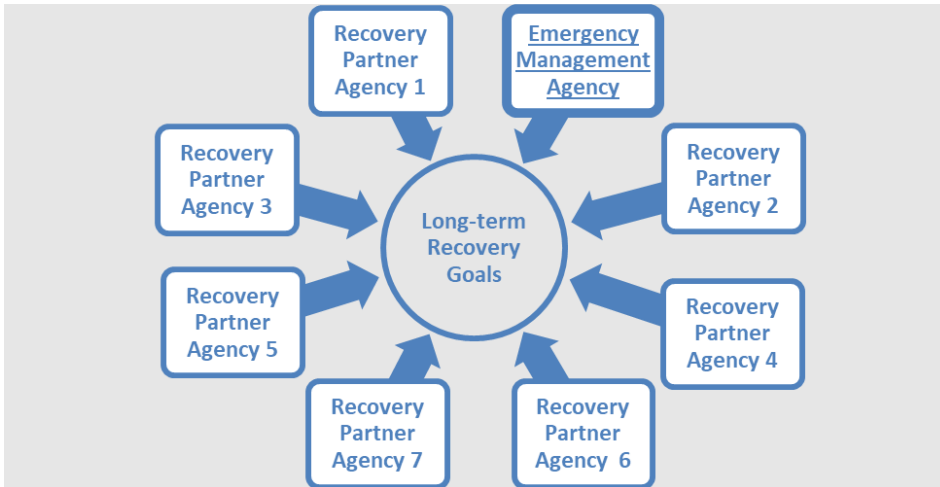 Recovery
Partner
Agency 1
Emergency
Management
Agency
Recovery
Partner
Agency 3
Recovery
Partner
Agency 2
Long-term
Recovery
Goals
Recovery
Partner
Agency 5
Recovery
Partner
Agency 4
Recovery
Partner
Agency 7
Recovery
Partner
Agency  6